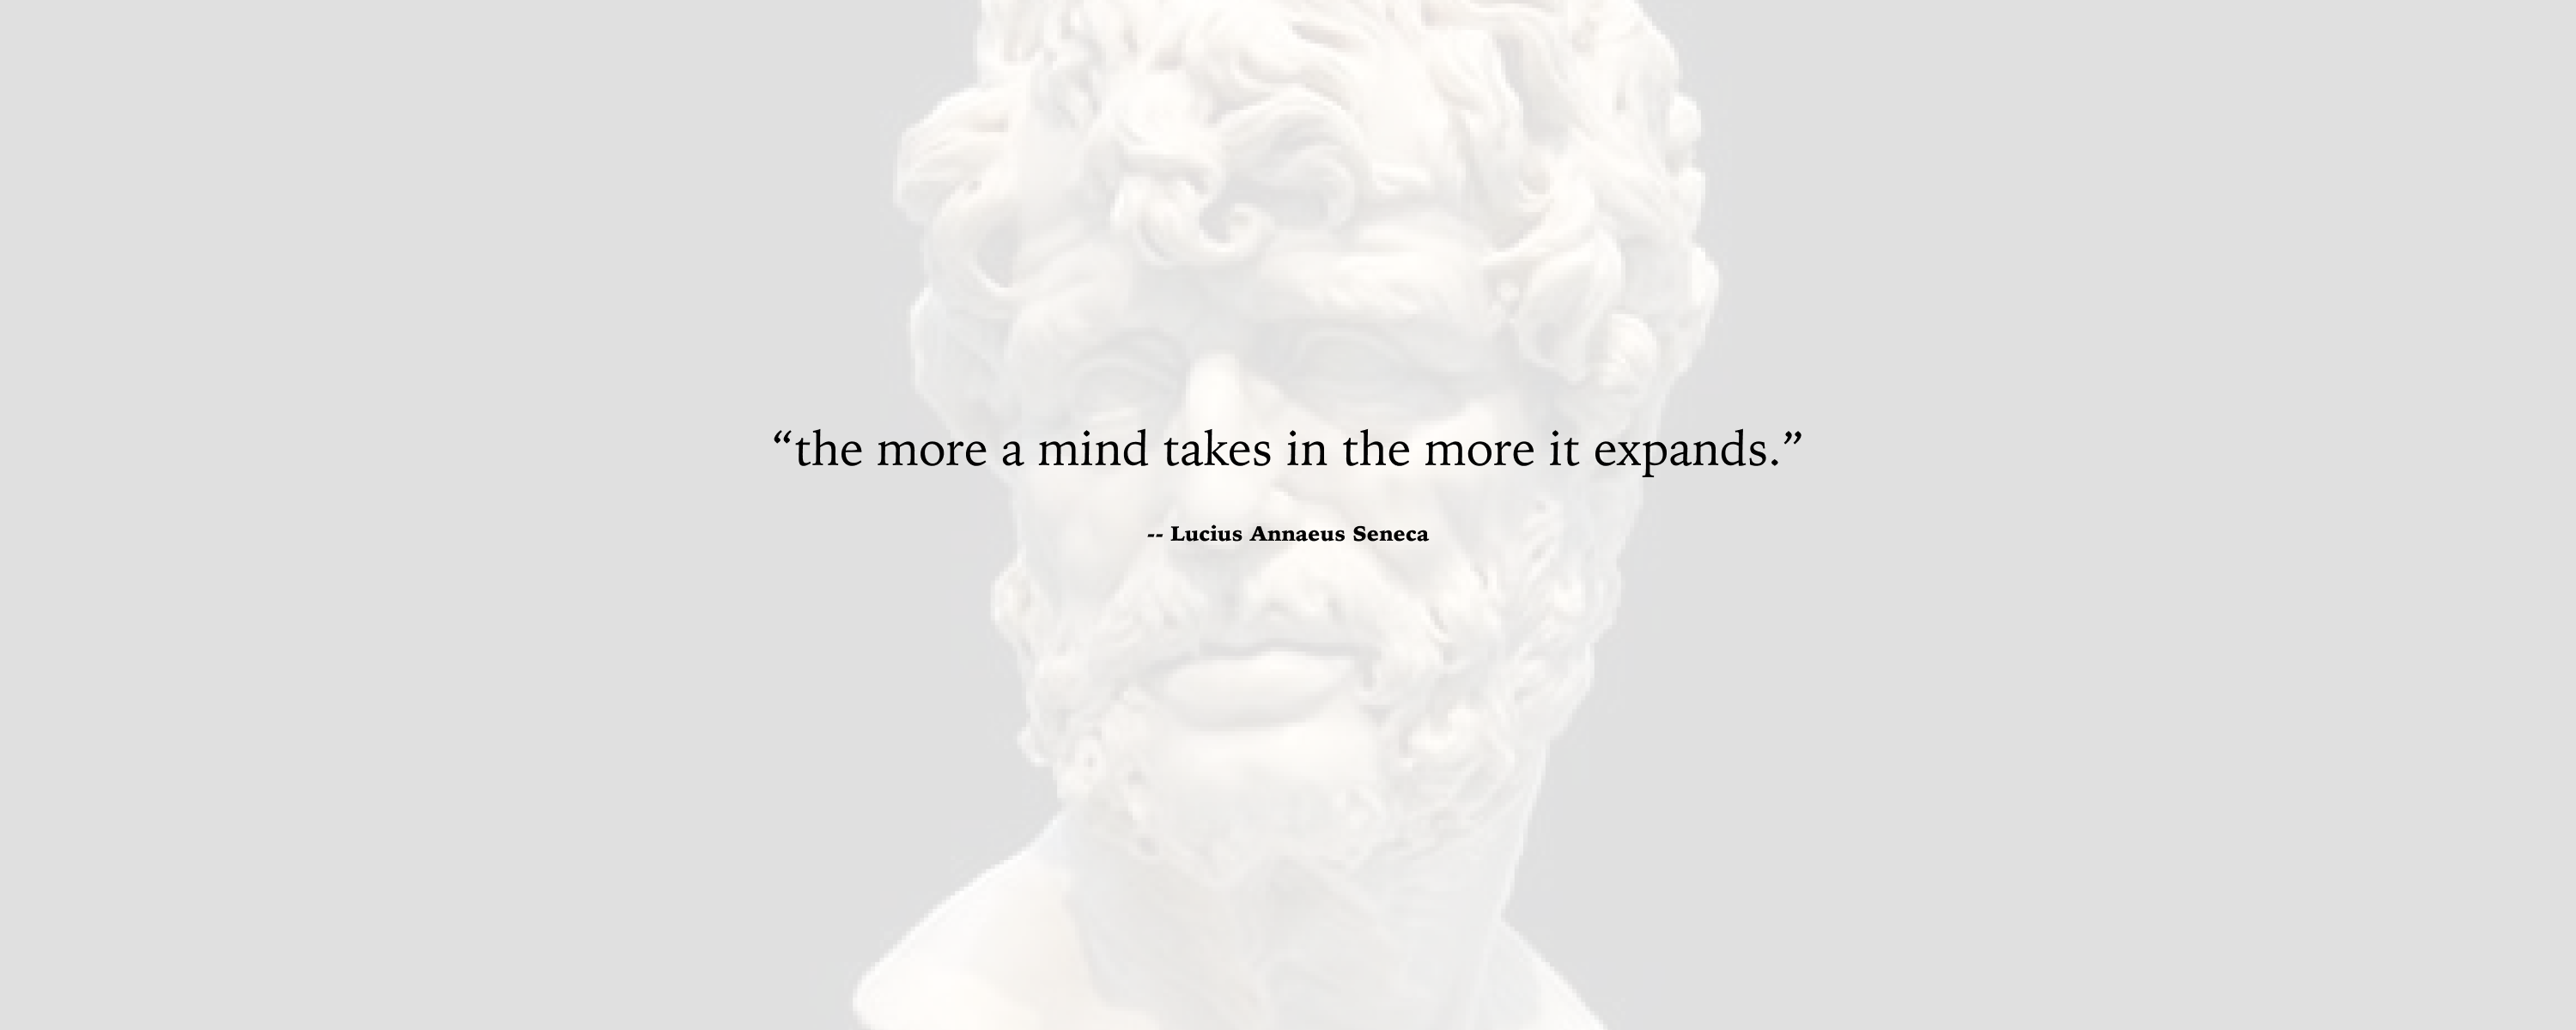 “the more a mind takes in the more it expands.”
-- Lucius Annaeus Seneca